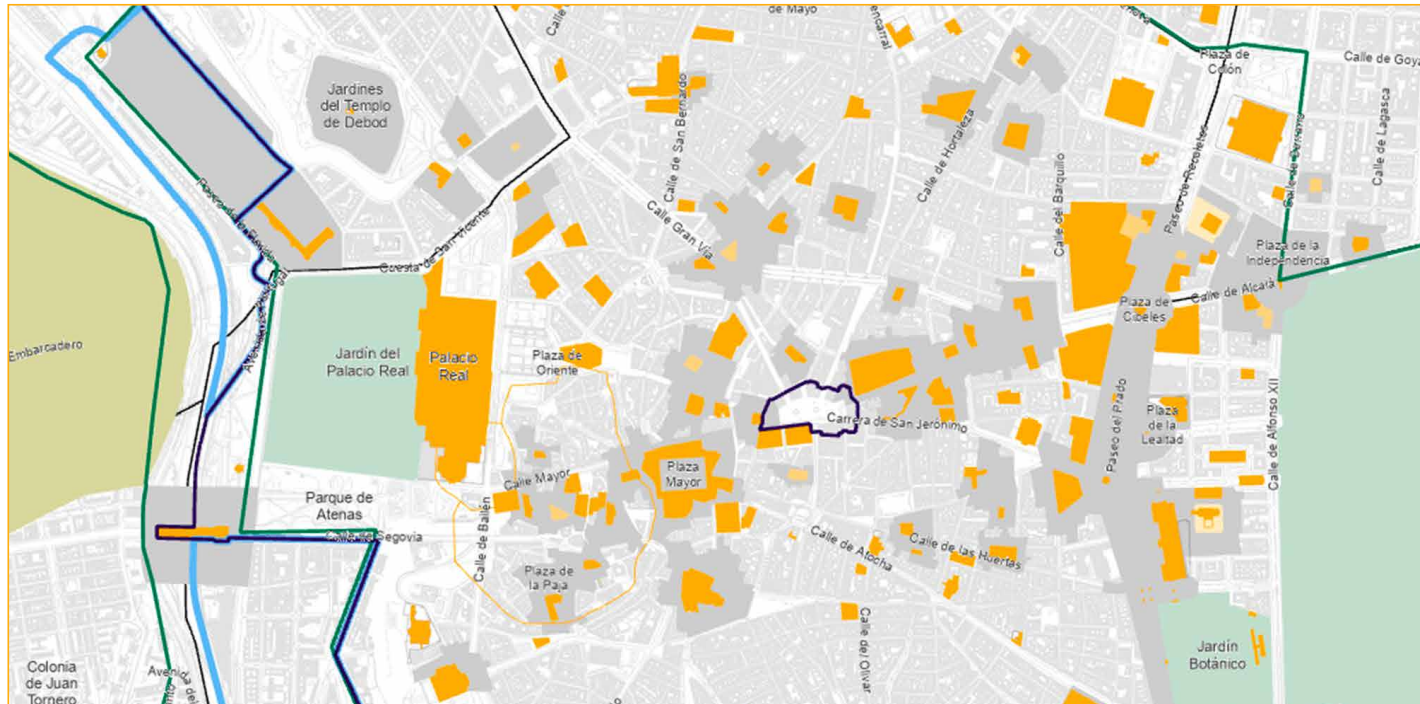 de Mayo
Calle de San Bernardo
Calle de Hortaleza
Plaza de
Colón
Calle de Goy
Calle de Lagasca
Jardines
del Templo
de Debod
Calle del Barquillo
Paseo de Recoletos
Calle Gran Vía
Cuesta de San Vicente
Plaza de la
Independencia
Calle de Alcalá
Plaza de
Cibeles
Embarcadero
Jardín del
Palacio Real
Palacio
Real
Plaza de
Oriente
Carrera de San Jerónimo
Paseo del Prado
Plaza
de la
Lealtad
Calle de Alfonso XII
Plaza
Mayor
Calle Mayor
Parque de
Atenas
Calle de Segovia
Calle de Bailén
Plaza de
la Paja
Calle de Atocha
Calle de las Huertas
Calle del Olivar
Jardín
Botánico
Colonia
de Juan
Tornero
Avenida del